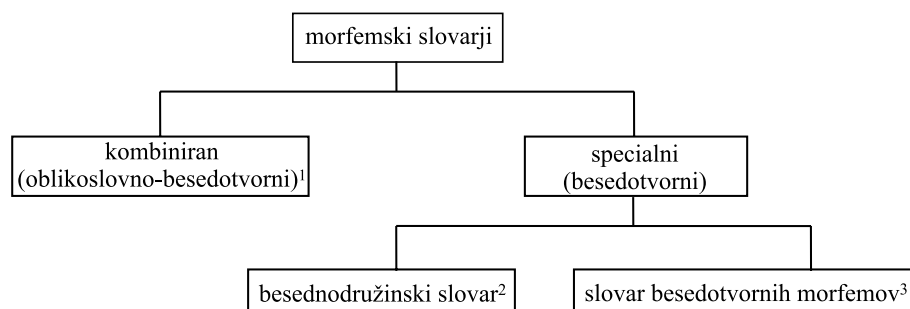 morfemski slovarji
kombiniran
(oblikoslovno-besedotvorni)¹
specialni
(besedotvorni)
besednodružinski slovar²
slovar besedotvornih morfemov³